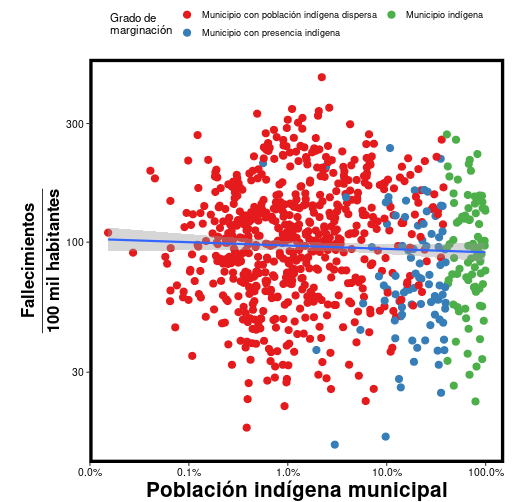 Grado de
marginación
Municipio con población indígena dispersa
Municipio indígena
Municipio con presencia indígena
Fallecimientos
100 mil habitantes
300
100
30
0.0%
0.1%
1.0%
10.0%
100.0%
Población indígena municipal